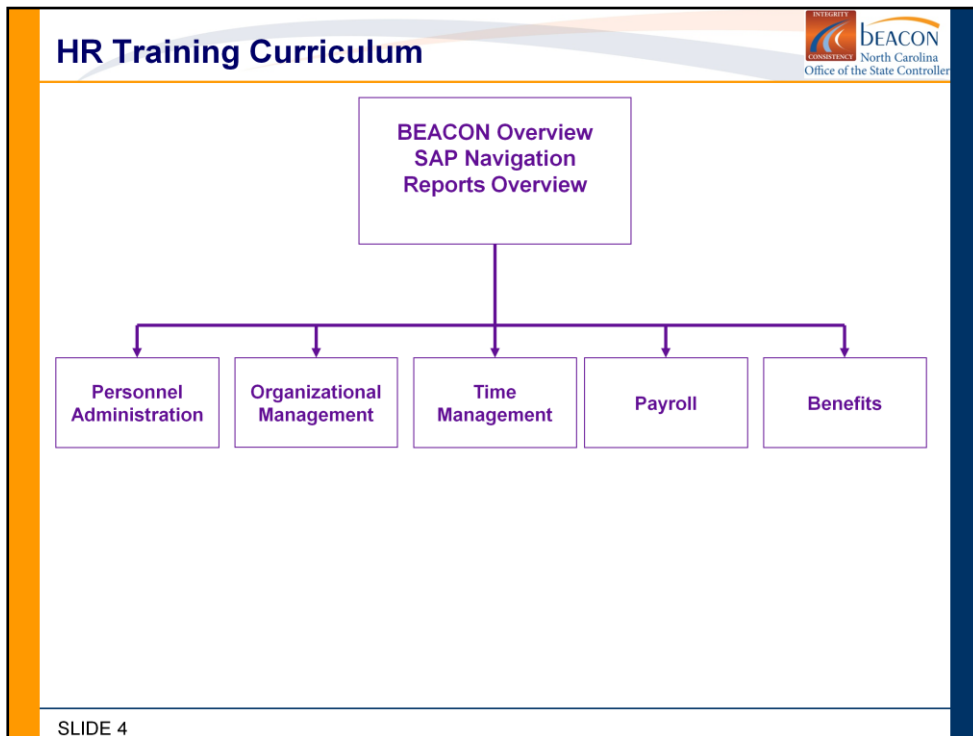 HR Training Curriculum
INTEGRITY
CONSISTENCY
bEACON
North Carolina
Office of the State Controller
BEACON Overview
SAP Navigation
Reports Overview
Personnel
Administration
Organizational
Management
Time
Management
Payroll
Benefits
SLIDE 4